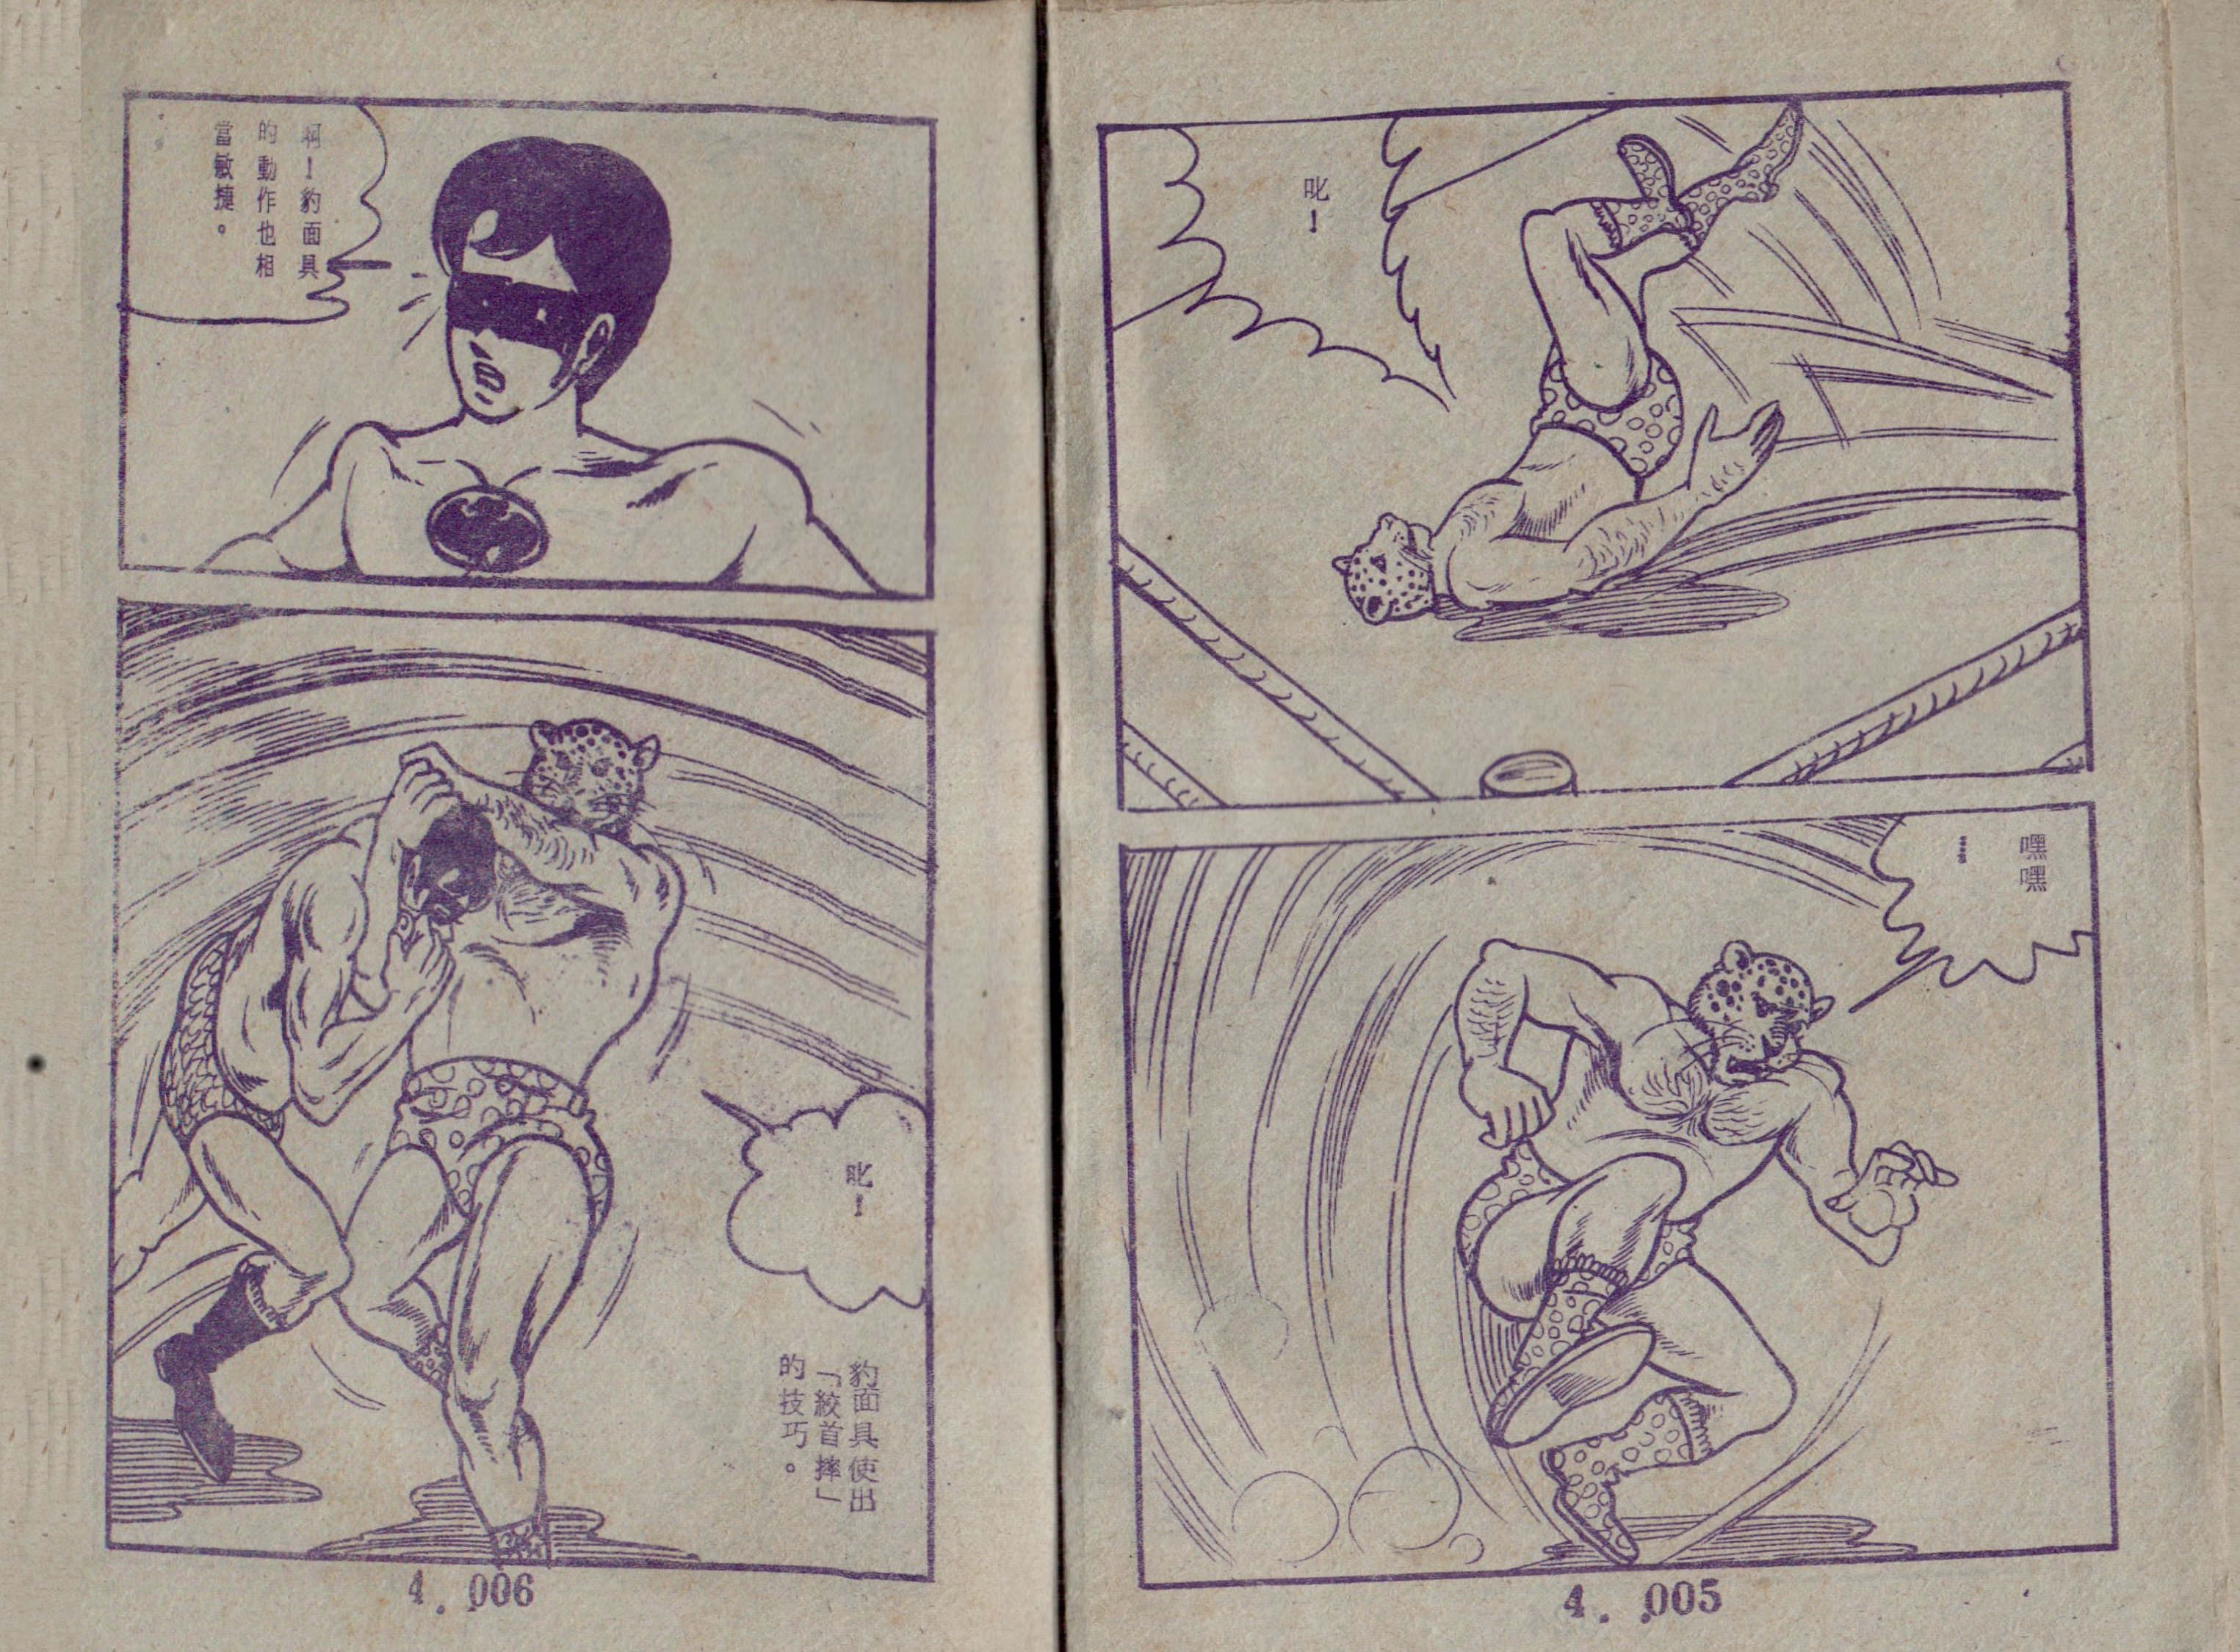 叱！
嘿嘿
……
4．005
啊！豹面具
的動作也相
當敏捷。
叱！
豹面具使出
「絞首摔」
的技巧。
4．006